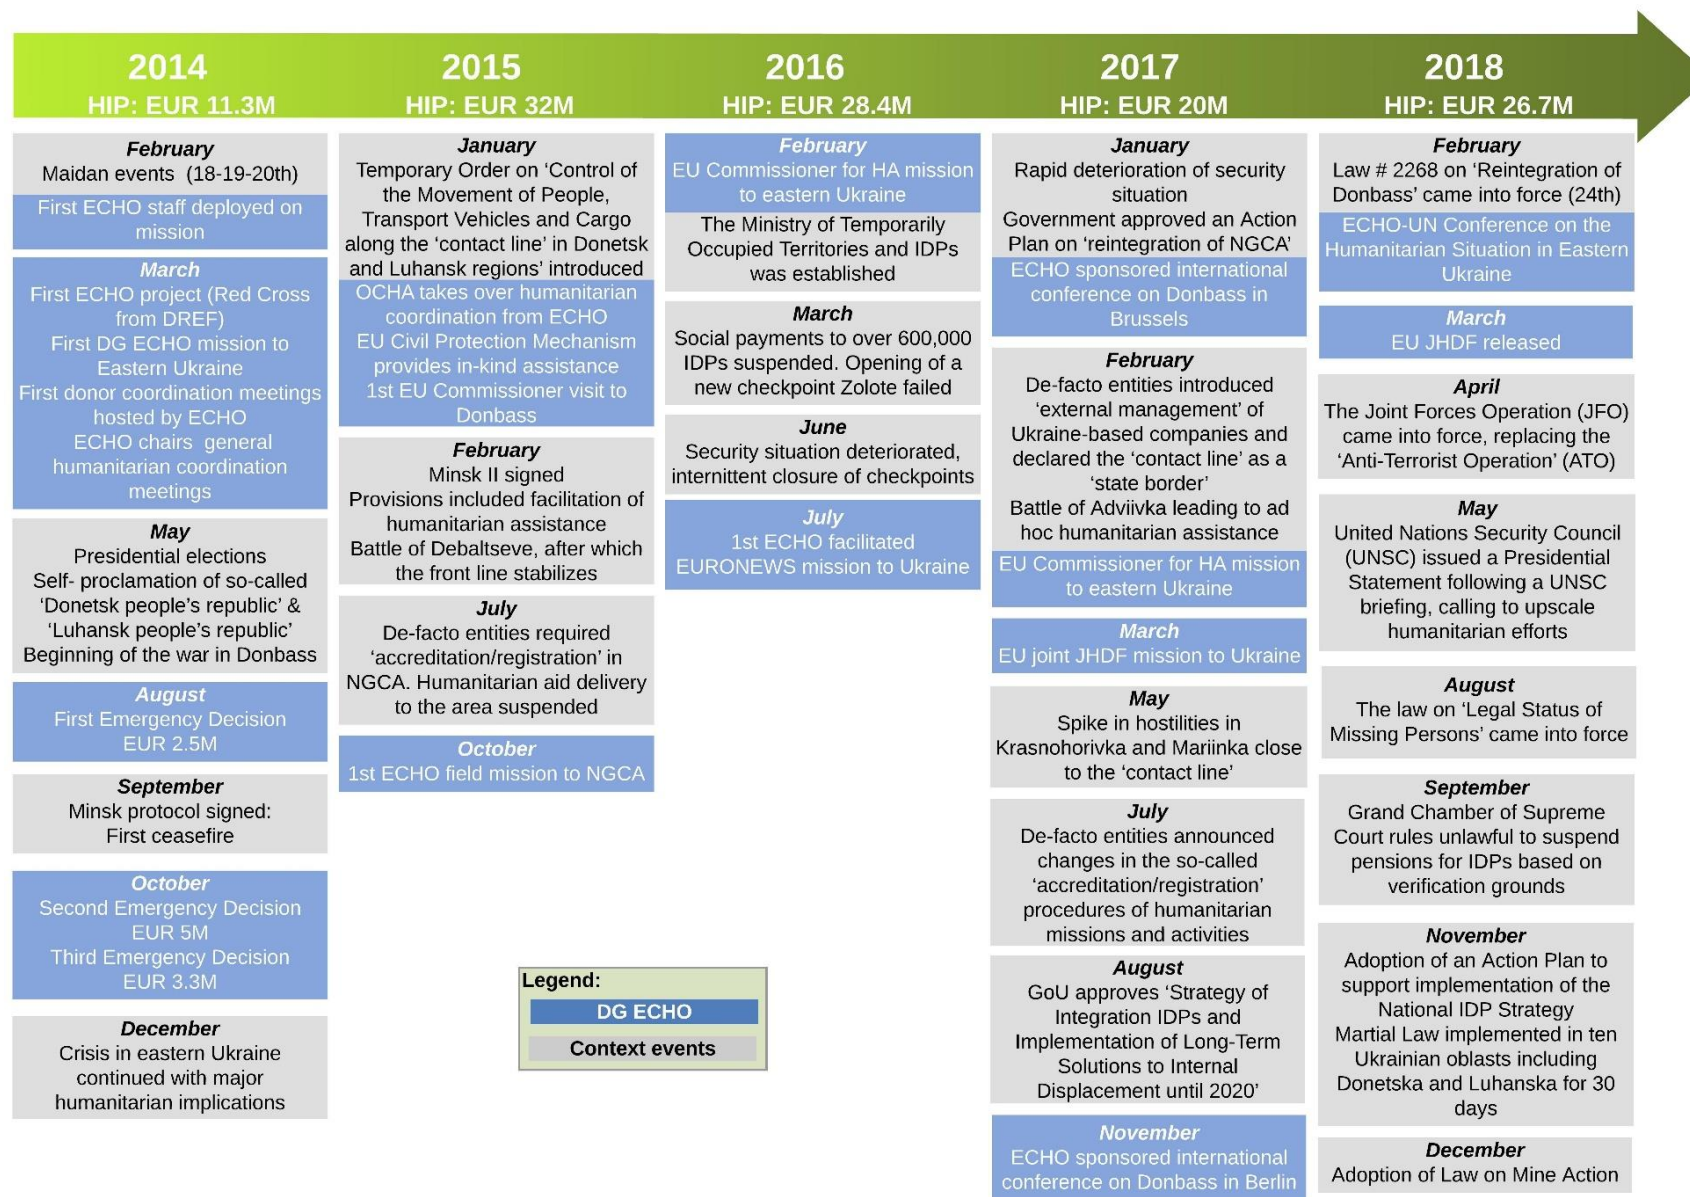 2014
HIP: EUR 11.3M
2015
HIP: EUR 32M
2016
HIP: EUR 28.4M
2017
HIP: EUR 20M
2018
HIP: EUR 26.7M
February
Maidan events (18-19-20th)
First ECHO staff deployed on
mission
March
First ECHO project (Red Cross
from DREF)
First DG ECHO mission to
Eastern Ukraine
First donor coordination meetings
hosted by ECHO
ECHO chairs general
humanitarian coordination
meetings
May
Presidential elections
Self- proclamation of so-called
‘Donetsk people’s republic’ &
‘Luhansk people’s republic’
Beginning of the war in Donbass
August
First Emergency Decision
EUR 2.5M
September
Minsk protocol signed:
First ceasefire
October
Second Emergency Decision
EUR 5M
Third Emergency Decision
EUR 3.3M
December
Crisis in eastern Ukraine
continued with major
humanitarian implications
January
Temporary Order on ‘Control of
the Movement of People,
Transport Vehicles and Cargo
along the ‘contact line’ in Donetsk
and Luhansk regions’ introduced
OCHA takes over humanitarian
coordination from ECHO
EU Civil Protection Mechanism
provides in-kind assistance
1st EU Commissioner visit to
Donbass
February
Minsk II signed
Provisions included facilitation of
humanitarian assistance
Battle of Debaltseve, after which
the front line stabilizes
July
De-facto entities required
‘accreditation/registration’ in
NGCA. Humanitarian aid delivery
to the area suspended
October
1st ECHO field mission to NGCA
February
EU Commissioner for HA mission
to eastern Ukraine
The Ministry of Temporarily
Occupied Territories and IDPs
was established
March
Social payments to over 600,000
IDPs suspended. Opening of a
new checkpoint Zolote failed
June
Security situation deteriorated,
internittent closure of checkpoints
July
1st ECHO facilitated
EURONEWS mission to Ukraine
January
Rapid deterioration of security
situation
Government approved an Action
Plan on ‘reintegration of NGCA’
ECHO sponsored international
conference on Donbass in
Brussels
February
De-facto entities introduced
‘external management’ of
Ukraine-based companies and
declared the ‘contact line’ as a
‘state border’
Battle of Adviivka leading to ad
hoc humanitarian assistance
EU Commissioner for HA mission
to eastern Ukraine
March
EU joint JHDF mission to Ukraine
May
Spike in hostilities in
Krasnohorivka and Mariinka close
to the ‘contact line’
July
De-facto entities announced
changes in the so-called
‘accreditation/registration’
procedures of humanitarian
missions and activities
August
GoU approves ‘Strategy of
Integration IDPs and
Implementation of Long-Term
Solutions to Internal
Displacement until 2020’
November
ECHO sponsored international
conference on Donbass in Berlin
February
Law # 2268 on ‘Reintegration of
Donbass’ came into force (24th)
ECHO-UN Conference on the
Humanitarian Situation in Eastern
Ukraine
March
EU JHDF released
April
The Joint Forces Operation (JFO)
came into force, replacing the
‘Anti-Terrorist Operation’ (ATO)
May
United Nations Security Council
(UNSC) issued a Presidential
Statement following a UNSC
briefing, calling to upscale
humanitarian efforts
August
The law on ‘Legal Status of
Missing Persons’ came into force
September
Grand Chamber of Supreme
Court rules unlawful to suspend
pensions for IDPs based on
verification grounds
November
Adoption of an Action Plan to
support implementation of the
National IDP Strategy
Martial Law implemented in ten
Ukrainian oblasts including
Donetska and Luhanska for 30
days
December
Adoption of Law on Mine Action
Legend:
DG ECHO
Context events